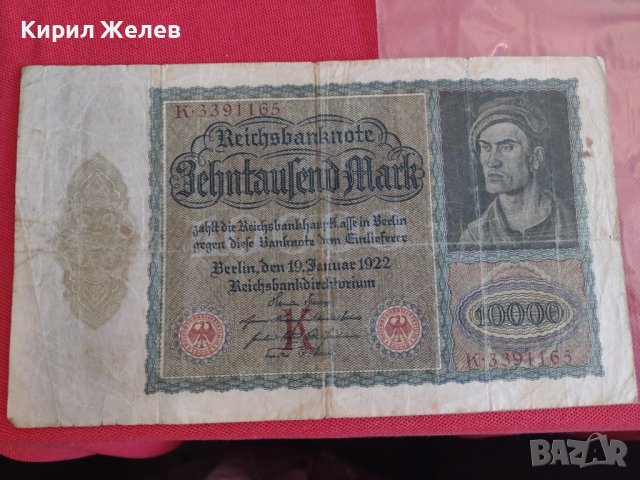 Кирил Желев
K·3391165
Reichsbanknote
Zehntausend Mark
zahlt die Reichsbankhauptkasse in Berlin
gegen diese Banknote dem Einlieferer
Berlin, den 19. Januar 1922
Reichsbankdirektorium
K
10000
K·3391165
BAZAR